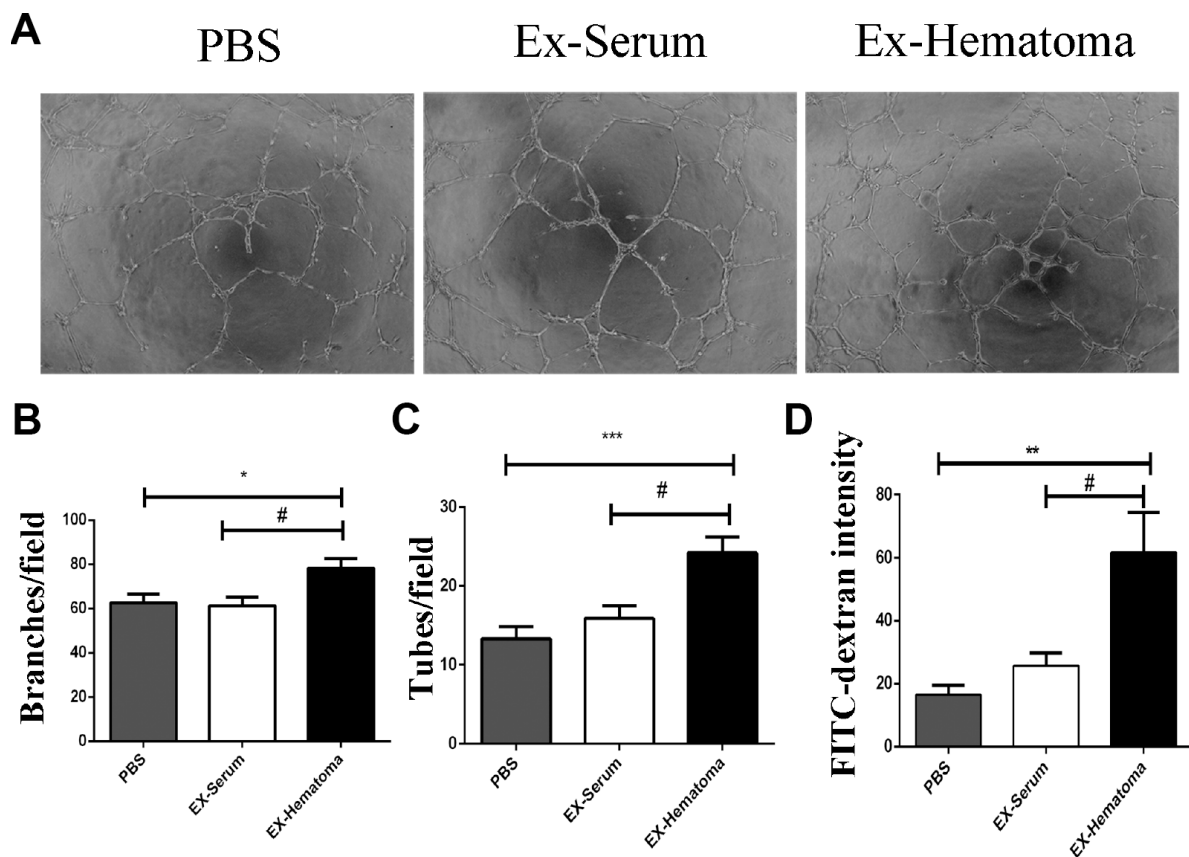 A
PBS
Ex-Serum
Ex-Hematoma
B
Branches/field
100
80
60
40
20
0
*
#
PBS
EX-Serum
EX-Hematoma
C
Tubes/field
30
20
10
0
***
#
PBS
EX-Serum
EX-Hematoma
D
FITC-dextran intensity
80
60
40
20
0
**
#
PBS
EX-Serum
EX-Hematoma